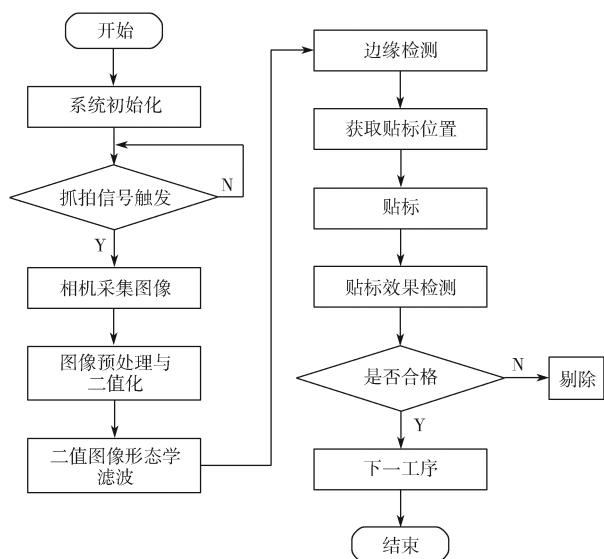 开始
系统初始化
抓拍信号触发
N
Y
相机采集图像
图像预处理与
二值化
二值图像形态学
滤波
边缘检测
获取贴标位置
贴标
贴标效果检测
是否合格
N
剔除
Y
下一工序
结束